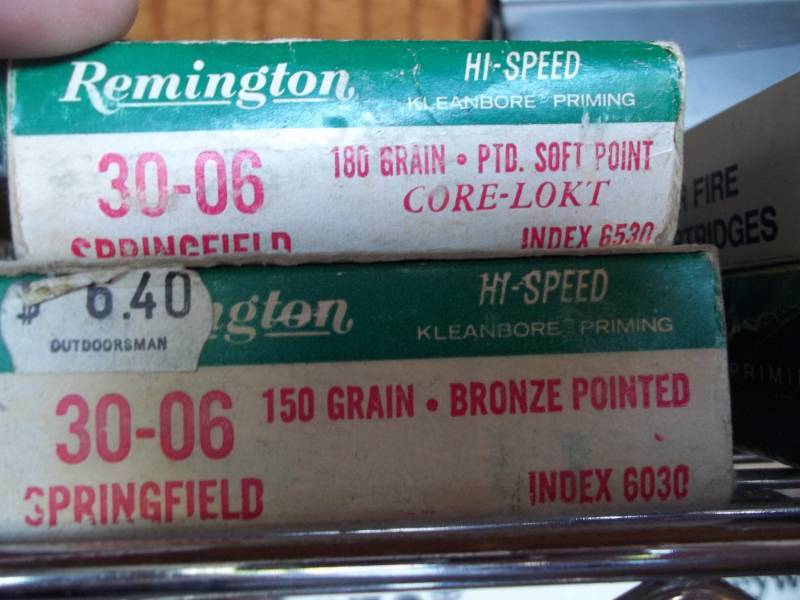 Remington
HI-SPEED
KLEANBORE PRIMING
30-06
180 GRAIN • PTD. SOFT POINT
CORE-LOKT
SPRINGFIELD
INDEX 6530
FIRE
$ 6.40
OUTDOORSMAN
HI-SPEED
KLEANBORE PRIMING
30-06
150 GRAIN • BRONZE POINTED
SPRINGFIELD
INDEX 6030